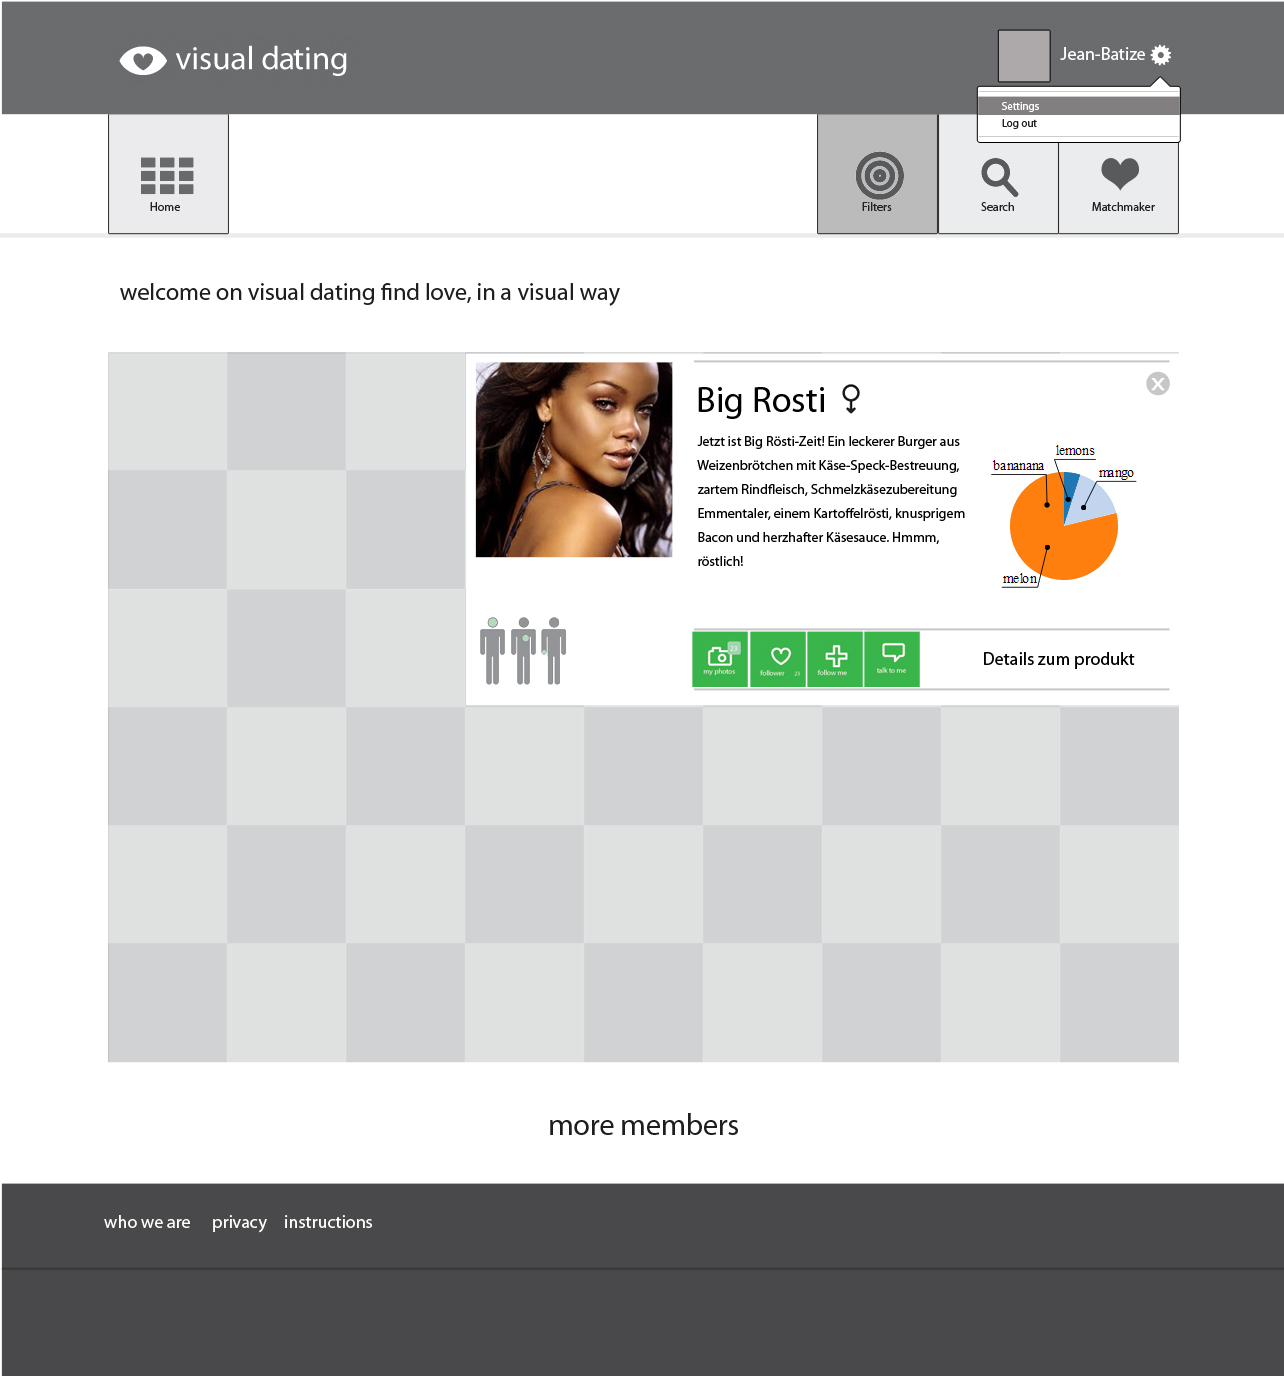 visual dating
Jean-Batize
Settings
Log out
Home
Filters
Search
Matchmaker
welcome on visual dating find love, in a visual way
Big Rosti
Jetzt ist Big Rösti-Zeit! Ein leckerer Burger aus
Weizenbrötchen mit Käse-Speck-Bestreuung,
zartem Rindfleisch, Schmelzkäsezubereitung
Emmentaler, einem Kartoffelrösti, knusprigem
Bacon und herzhafter Käsesauce. Hmmm,
röstlich!
lemons
bananana
mango
melon
23
my photos
follower 23
follow me
talk to me
Details zum produkt
more members
who we are privacy instructions